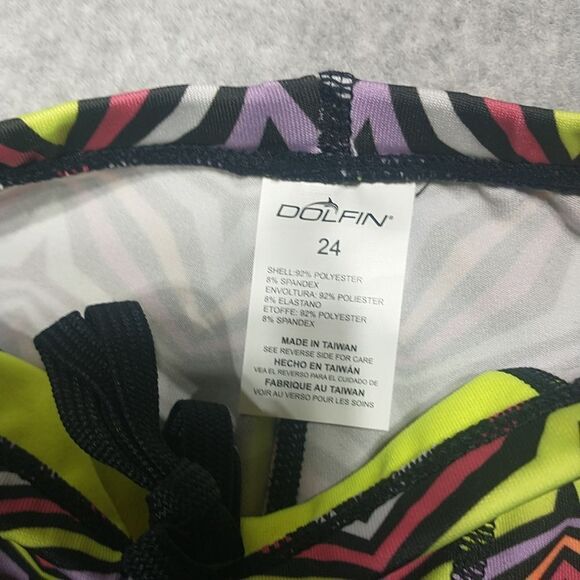 DOLFIN®
24
SHELL: 92% POLYESTER
8% SPANDEX
ENVOLTURA: 92% POLIESTER
8% ELASTANO
ETOFFE: 92% POLYESTER
8% SPANDEX
MADE IN TAIWAN
SEE REVERSE SIDE FOR CARE
HECHO EN TAIWÁN
VEA EL REVERSO PARA EL CUIDADO DE
FABRIQUE AU TAIWAN
VOIR AU VERSO POUR LES SOINS